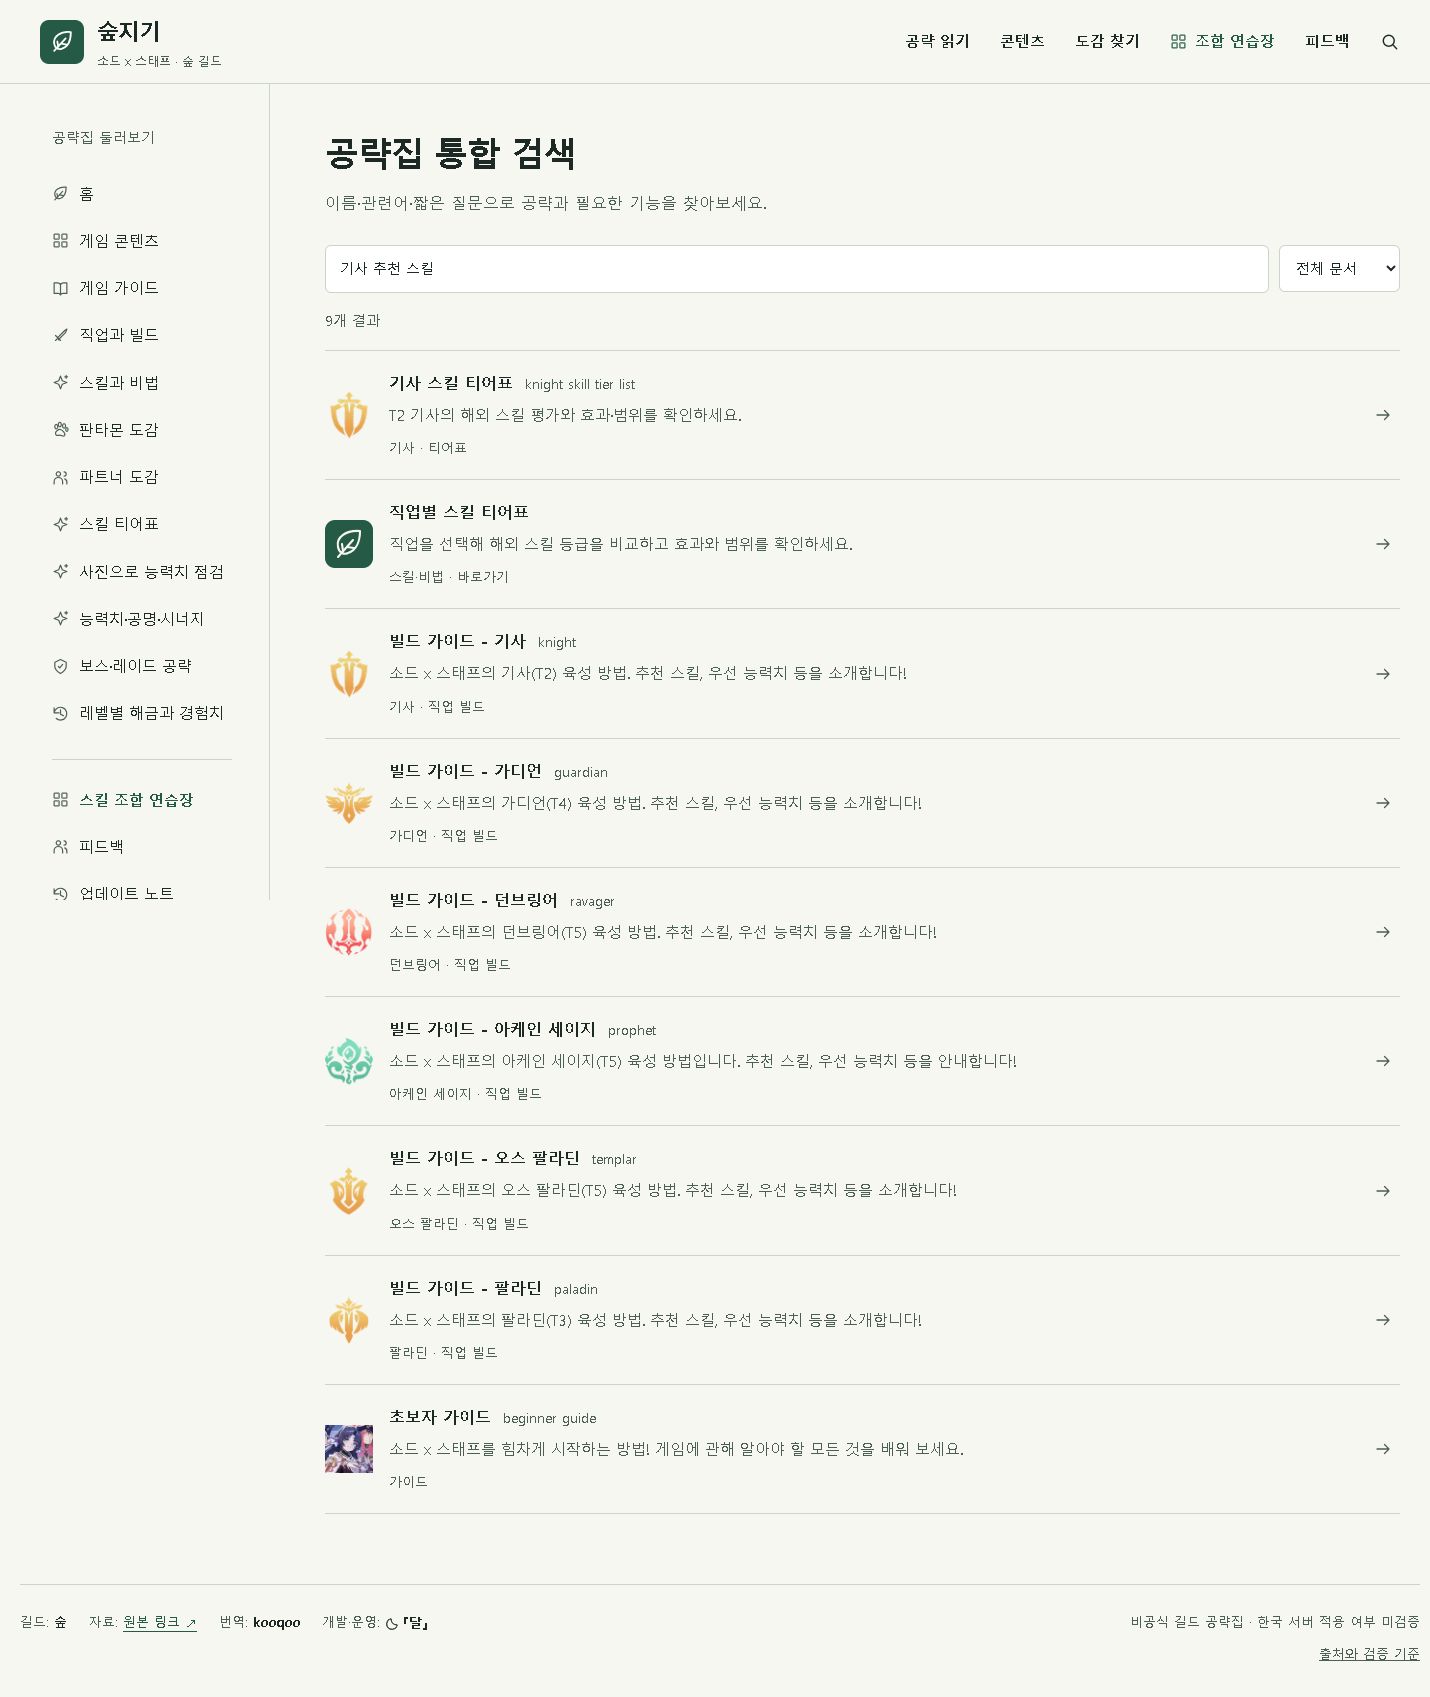 숲지기
소드 x 스태프 · 숲 길드
공략 읽기
콘텐츠
도감 찾기
조합 연습장
피드백
공략집 둘러보기
홈
게임 콘텐츠
게임 가이드
직업과 빌드
스킬과 비법
판타몬 도감
파트너 도감
스킬 티어표
사진으로 능력치 점검
능력치·공명·시너지
보스·레이드 공략
레벨별 해금과 경험치
스킬 조합 연습장
피드백
업데이트 노트
공략집 통합 검색
이름·관련어·짧은 질문으로 공략과 필요한 기능을 찾아보세요.
기사 추천 스킬
전체 문서
9개 결과
기사 스킬 티어표 knight skill tier list
T2 기사의 해외 스킬 평가와 효과·범위를 확인하세요.
기사 · 티어표
직업별 스킬 티어표
직업을 선택해 해외 스킬 등급을 비교하고 효과와 범위를 확인하세요.
스킬·비법 · 바로가기
빌드 가이드 - 기사 knight
소드 x 스태프의 기사(T2) 육성 방법. 추천 스킬, 우선 능력치 등을 소개합니다!
기사 · 직업 빌드
빌드 가이드 - 가디언 guardian
소드 x 스태프의 가디언(T4) 육성 방법. 추천 스킬, 우선 능력치 등을 소개합니다!
가디언 · 직업 빌드
빌드 가이드 - 던브링어 ravager
소드 x 스태프의 던브링어(T5) 육성 방법. 추천 스킬, 우선 능력치 등을 소개합니다!
던브링어 · 직업 빌드
빌드 가이드 - 아케인 세이지 prophet
소드 x 스태프의 아케인 세이지(T5) 육성 방법입니다. 추천 스킬, 우선 능력치 등을 안내합니다!
아케인 세이지 · 직업 빌드
빌드 가이드 - 오스 팔라딘 templar
소드 x 스태프의 오스 팔라딘(T5) 육성 방법. 추천 스킬, 우선 능력치 등을 소개합니다!
오스 팔라딘 · 직업 빌드
빌드 가이드 - 팔라딘 paladin
소드 x 스태프의 팔라딘(T3) 육성 방법. 추천 스킬, 우선 능력치 등을 소개합니다!
팔라딘 · 직업 빌드
초보자 가이드 beginner guide
소드 x 스태프를 힘차게 시작하는 방법! 게임에 관해 알아야 할 모든 것을 배워 보세요.
가이드
길드: 숲 자료: 원본 링크 ↗ 번역: kooqoo 개발·운영: 『달』
비공식 길드 공략집 · 한국 서버 적용 여부 미검증
출처와 검증 기준